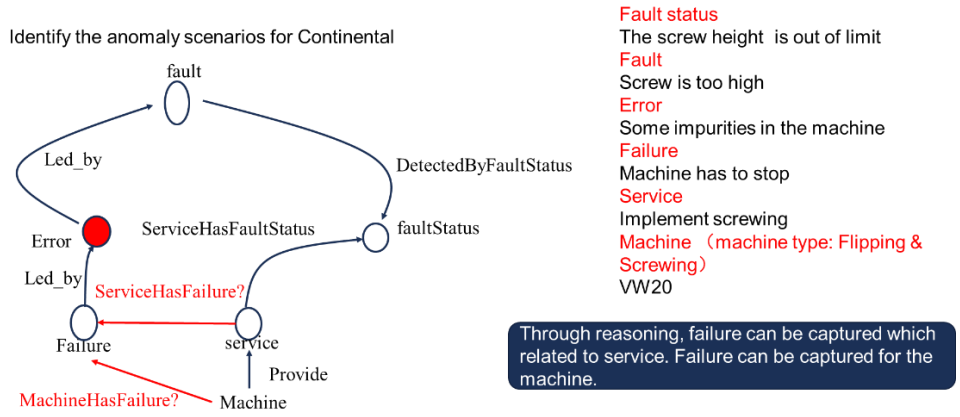 Identify the anomaly scenarios for Continental
fault
Led_by
DetectedByFaultStatus
ServiceHasFaultStatus
Error
faultStatus
Led_by
ServiceHasFailure?
Failure
service
Provide
MachineHasFailure?
Machine
Fault status
The screw height is out of limit
Fault
Screw is too high
Error
Some impurities in the machine
Failure
Machine has to stop
Service
Implement screwing
Machine （machine type: Flipping &
Screwing）
VW20
Through reasoning, failure can be captured which
related to service. Failure can be captured for the
machine.